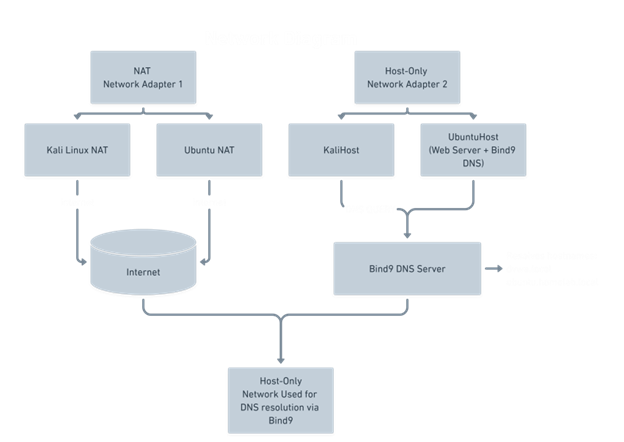 NAT
Network Adapter 1
Host-Only
Network Adapter 2
Kali Linux NAT
Ubuntu NAT
KaliHost
UbuntuHost
(Web Server + Bind9
DNS)
Internet
Bind9 DNS Server
Host-Only
Network Used for
DNS resolution via
Bind9